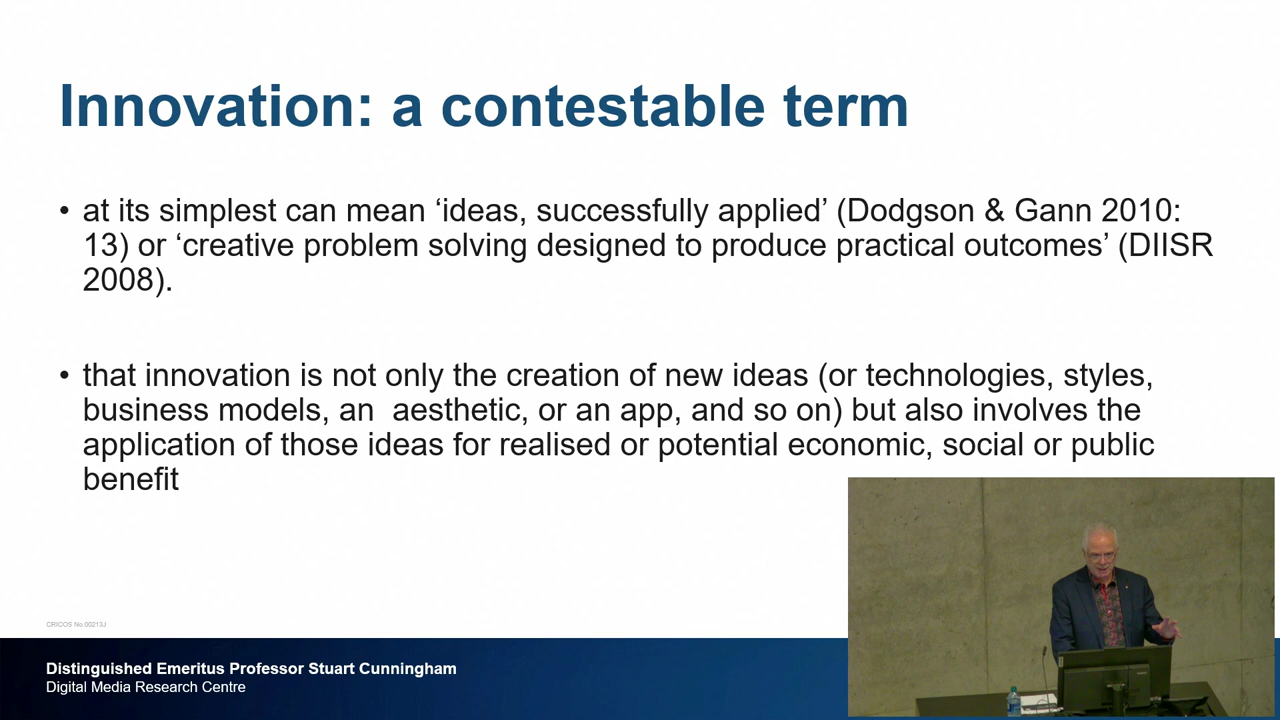 Innovation: a contestable term
• at its simplest can mean ‘ideas, successfully applied’ (Dodgson & Gann 2010:
13) or ‘creative problem solving designed to produce practical outcomes’ (DIISR
2008).
• that innovation is not only the creation of new ideas (or technologies, styles,
business models, an  aesthetic, or an app, and so on) but also involves the
application of those ideas for realised or potential economic, social or public
benefit
CRICOS No.00213J
Distinguished Emeritus Professor Stuart Cunningham
Digital Media Research Centre